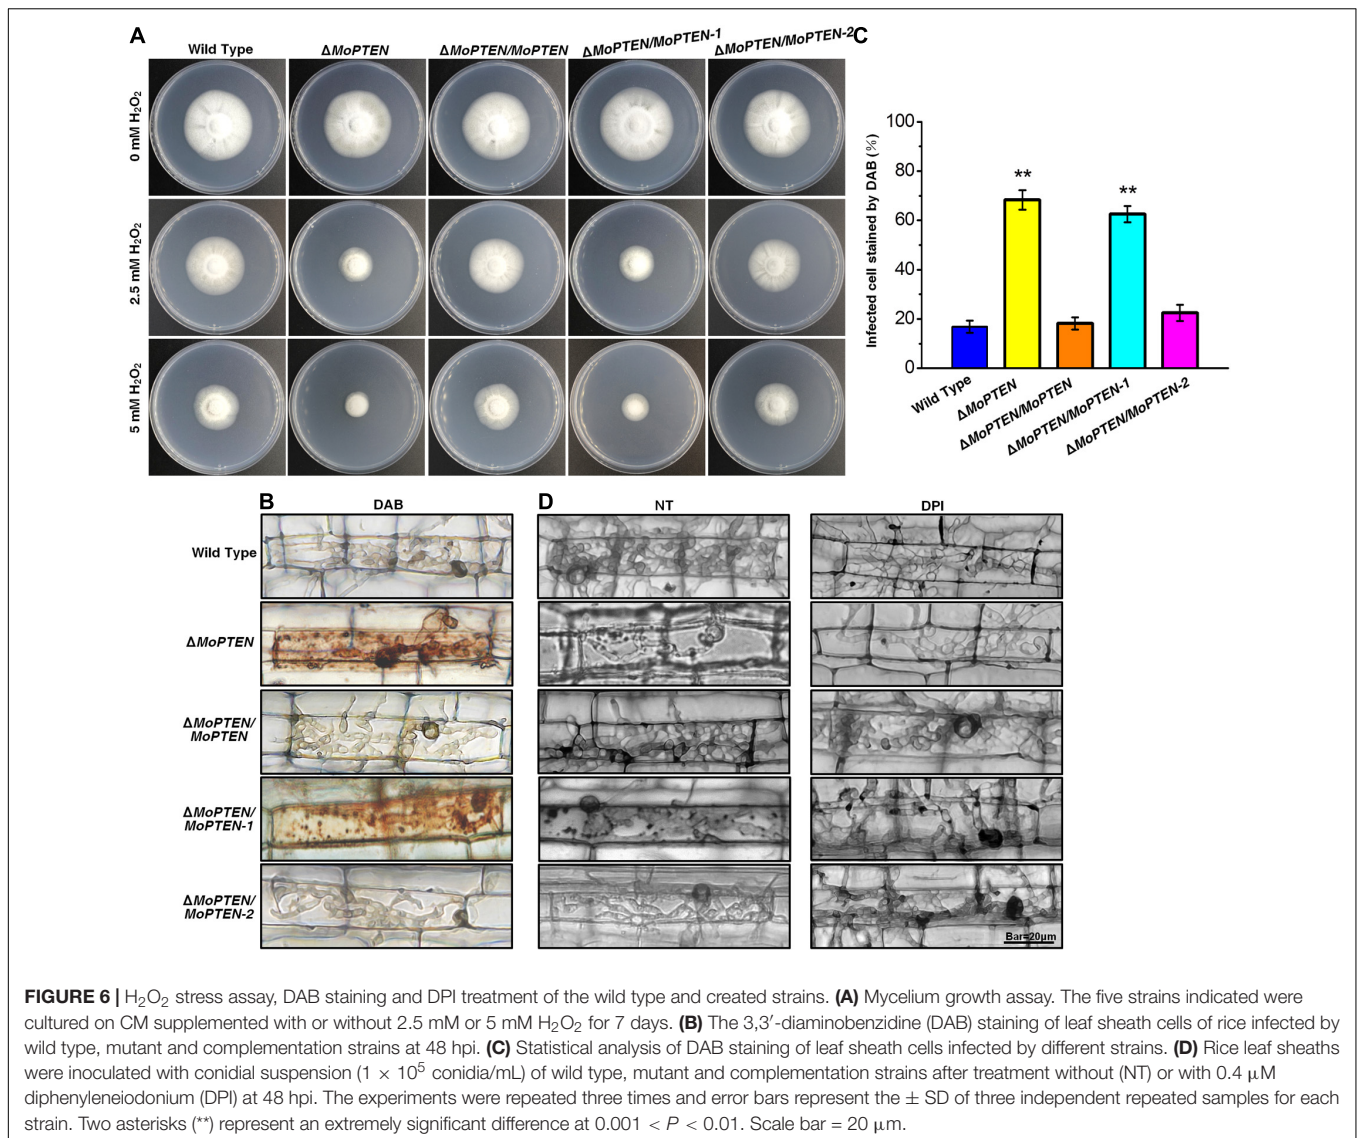 A
Wild Type
ΔMoPTEN
ΔMoPTEN/MoPTEN
ΔMoPTEN/MoPTEN-1
ΔMoPTEN/MoPTEN-2
0 mM H₂O₂
2.5 mM H₂O₂
5 mM H₂O₂
C
Infected cell stained by DAB (%)
100
80
60
40
20
0
**
**
Wild Type
ΔMoPTEN
ΔMoPTEN/MoPTEN
ΔMoPTEN/MoPTEN-1
ΔMoPTEN/MoPTEN-2
B
DAB
D
NT
DPI
Wild Type
ΔMoPTEN
ΔMoPTEN/
MoPTEN
ΔMoPTEN/
MoPTEN-1
ΔMoPTEN/
MoPTEN-2
Bar=20μm
FIGURE 6 | H₂O₂ stress assay, DAB staining and DPI treatment of the wild type and created strains. (A) Mycelium growth assay. The five strains indicated were
cultured on CM supplemented with or without 2.5 mM or 5 mM H₂O₂ for 7 days. (B) The 3,3′-diaminobenzidine (DAB) staining of leaf sheath cells of rice infected by
wild type, mutant and complementation strains at 48 hpi. (C) Statistical analysis of DAB staining of leaf sheath cells infected by different strains. (D) Rice leaf sheaths
were inoculated with conidial suspension (1 × 10⁵ conidia/mL) of wild type, mutant and complementation strains after treatment without (NT) or with 0.4 μM
diphenyleneiodonium (DPI) at 48 hpi. The experiments were repeated three times and error bars represent the ± SD of three independent repeated samples for each
strain. Two asterisks (**) represent an extremely significant difference at 0.001 < P < 0.01. Scale bar = 20 μm.